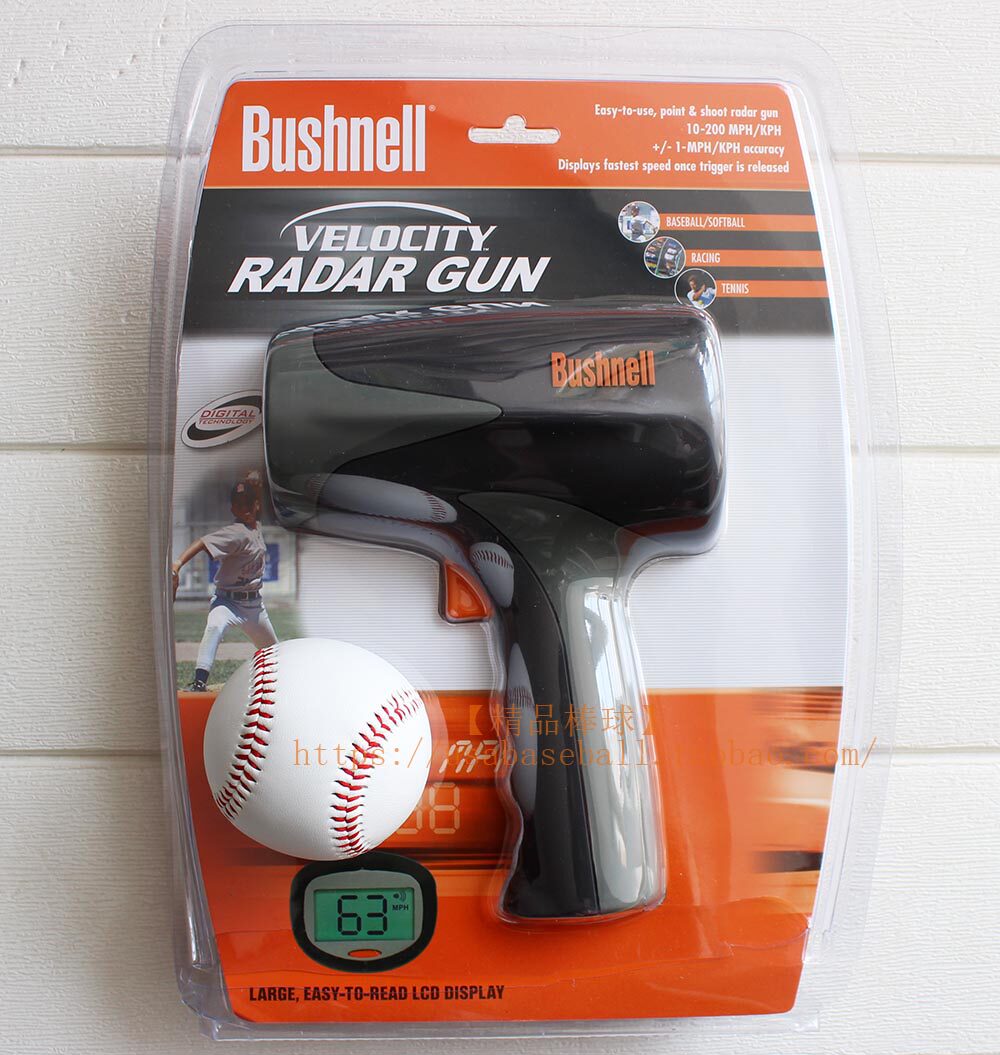 Bushnell®
Easy-to-use, point & shoot radar gun
10-200 MPH/KPH
+/- 1-MPH/KPH accuracy
Displays fastest speed once trigger is released
VELOCITY™
RADAR GUN
BASEBALL/SOFTBALL
RACING
TENNIS
Bushnell
DIGITAL
TECHNOLOGY
【精品棒球】
63
MPH
LARGE, EASY-TO-READ LCD DISPLAY